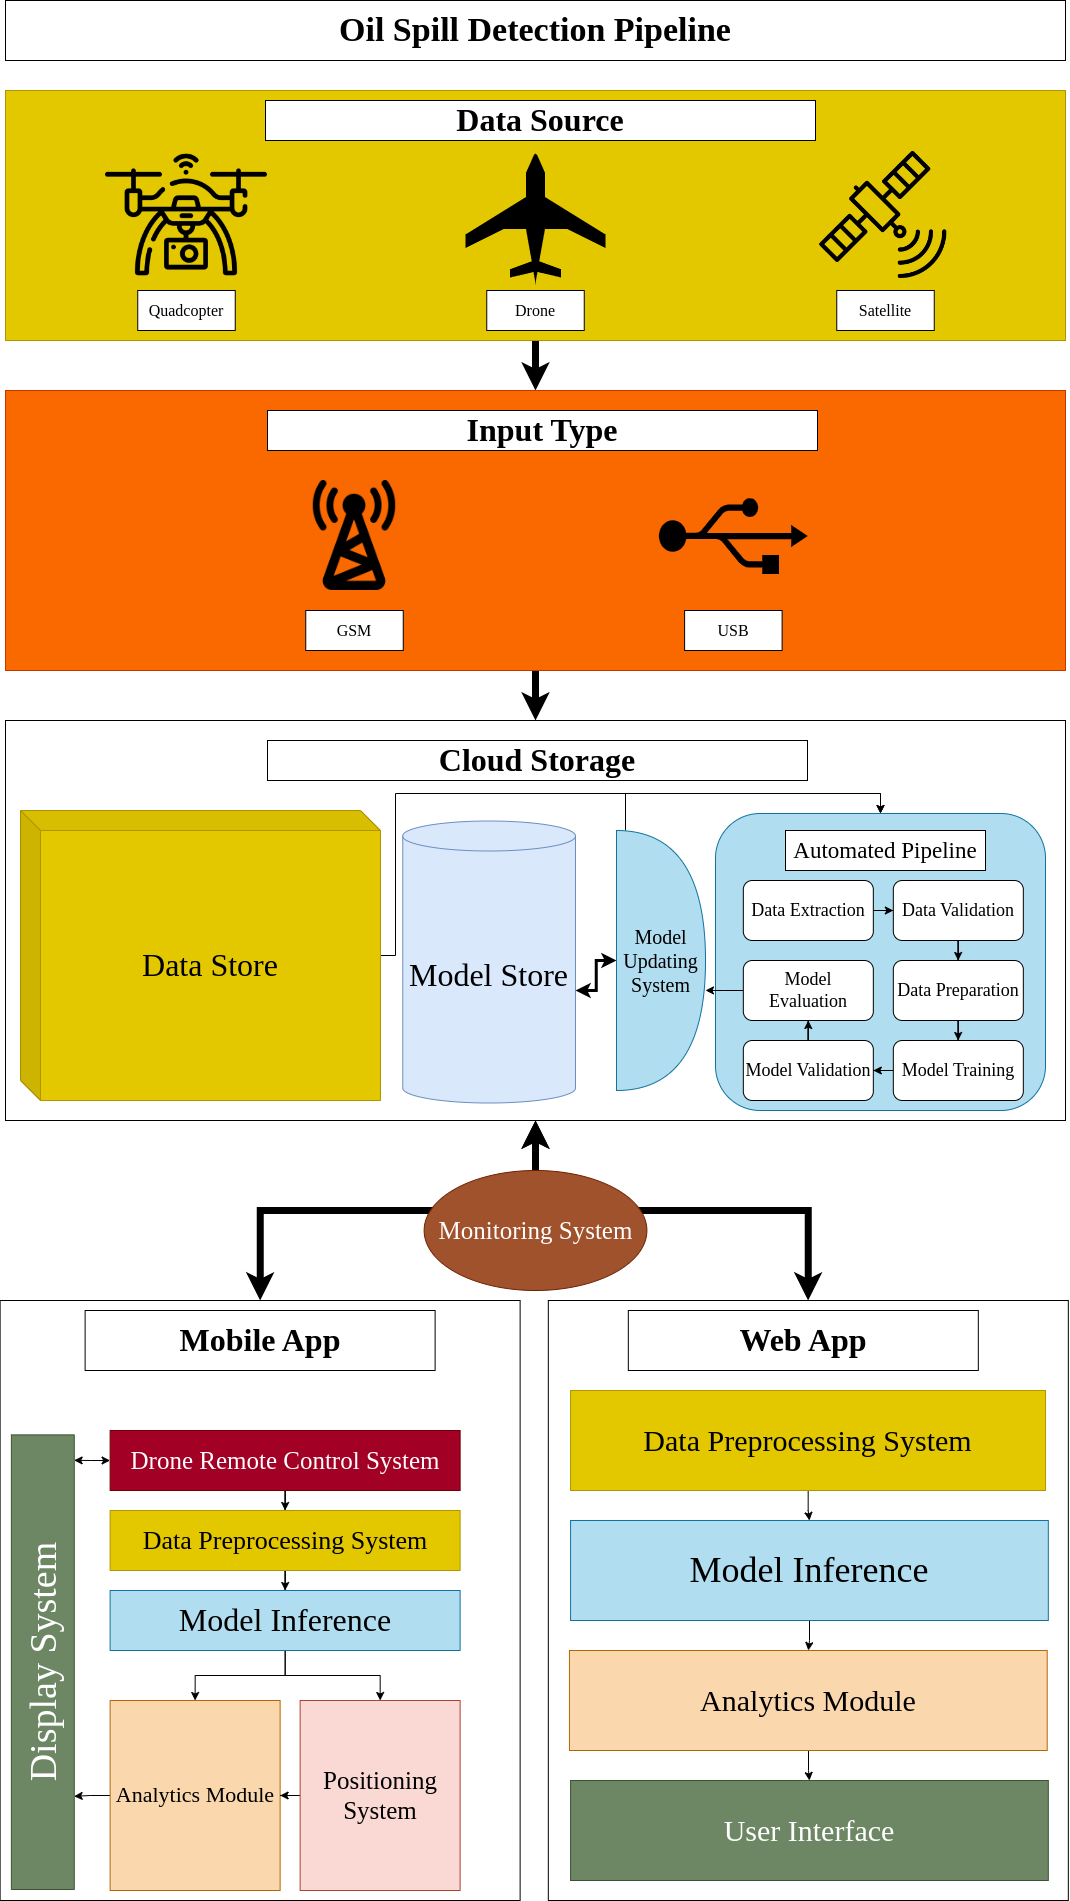 Oil Spill Detection Pipeline
Data Source
Quadcopter
Drone
Satellite
Input Type
GSM
USB
Cloud Storage
Data Store
Model Store
Model
Updating
System
Automated Pipeline
Data Extraction
Data Validation
Model
Evaluation
Data Preparation
Model Validation
Model Training
Monitoring System
Mobile App
Display System
Drone Remote Control System
Data Preprocessing System
Model Inference
Analytics Module
Positioning
System
Web App
Data Preprocessing System
Model Inference
Analytics Module
User Interface